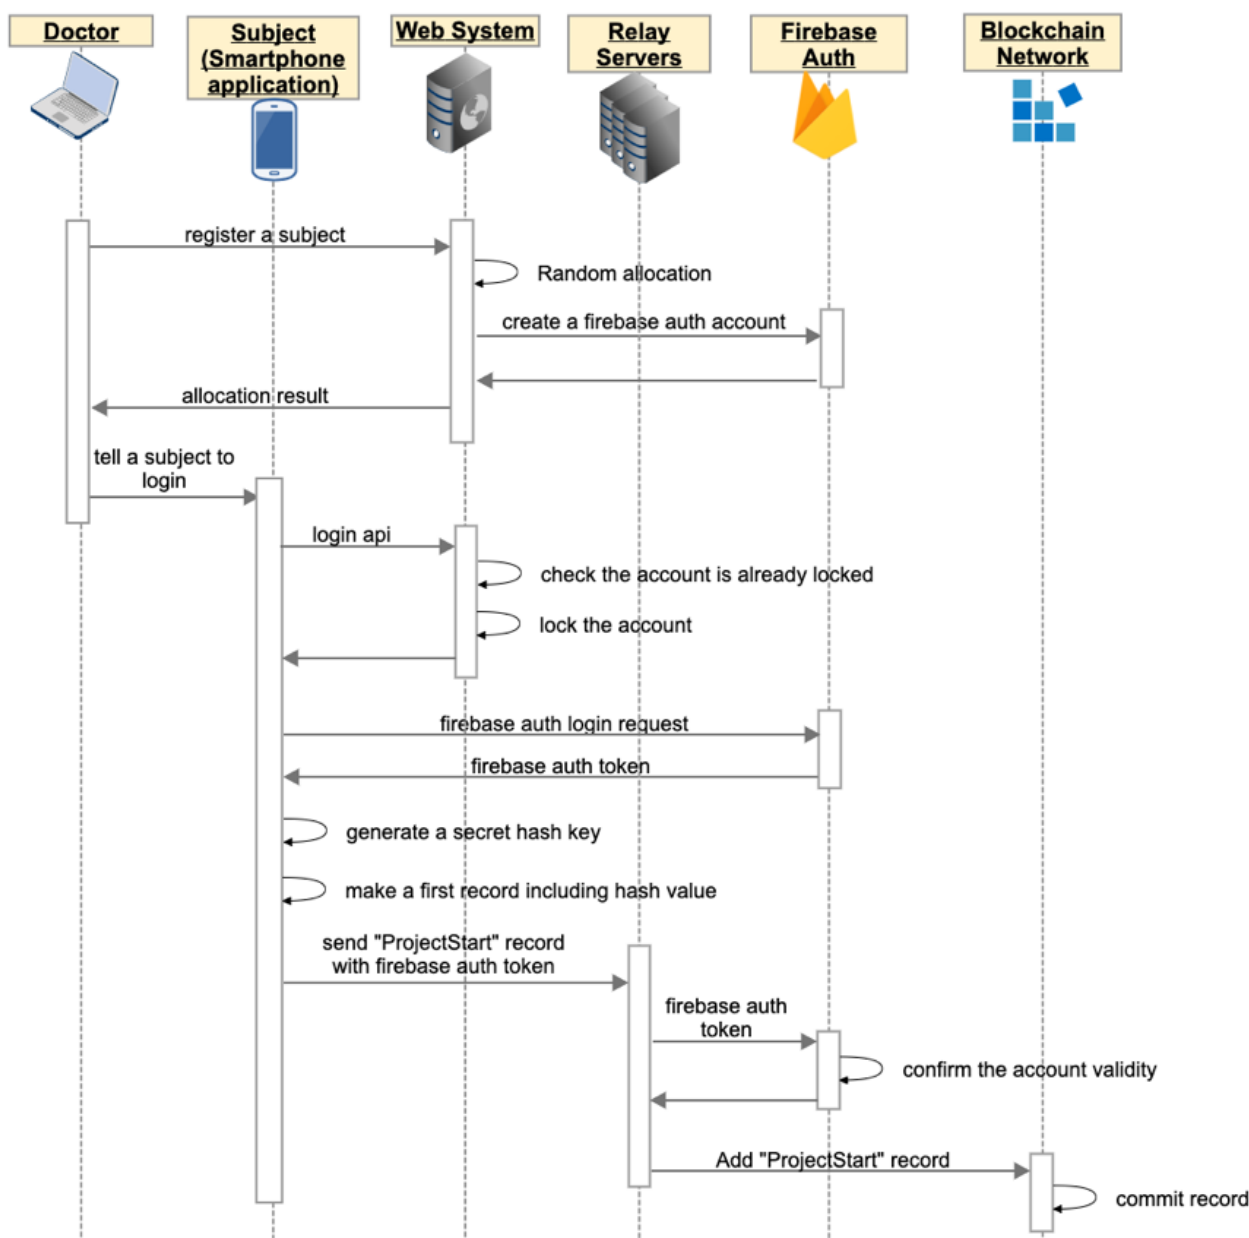 Doctor
Subject
(Smartphone
application)
Web System
Relay
Servers
Firebase
Auth
Blockchain
Network
register a subject
Random allocation
create a firebase auth account
allocation result
tell a subject to
login
login api
check the account is already locked
lock the account
firebase auth login request
firebase auth token
generate a secret hash key
make a first record including hash value
send "ProjectStart" record
with firebase auth token
firebase auth
token
confirm the account validity
Add "ProjectStart" record
commit record